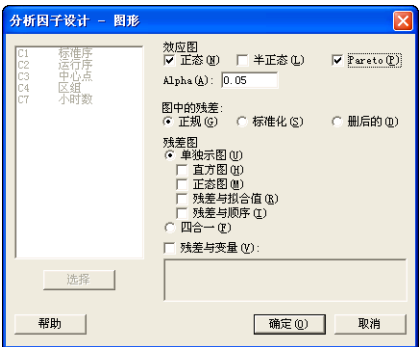 分析因子设计 - 图形
C1 标准序
C2 运行序
C3 中心点
C4 区组
C7 小时数
效应图
正态(N) 半正态(L) Pareto(P)
Alpha(A): 0.05
图中的残差:
正规(G) 标准化(S) 删后的(D)
残差图
单独示图(U)
直方图(H)
正态图(M)
残差与拟合值(R)
残差与顺序(I)
四合一(F)
残差与变量(V):
选择
帮助 确定(O) 取消